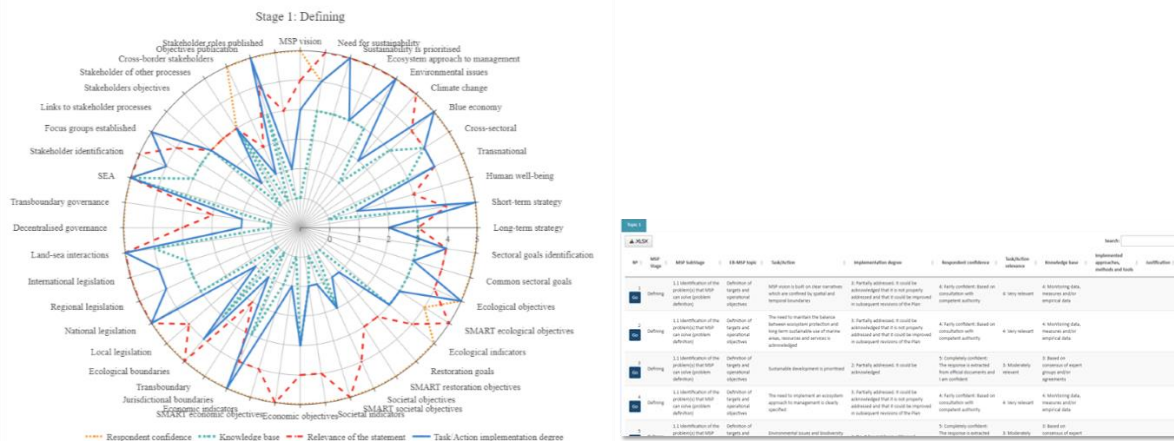 Stage 1: Defining
MSP vision
Need for sustainability
Sustainability is prioritised
Ecosystem approach to management
Environmental issues
Climate change
Blue economy
Cross-sectoral
Transnational
Human well-being
Short-term strategy
Long-term strategy
Sectoral goals identification
Common sectoral goals
Ecological objectives
SMART ecological objectives
Ecological indicators
Restoration goals
SMART restoration objectives
Societal objectives
SMART societal objectives
Societal indicators
Economic objectives
SMART economic objectives
Economic indicators
Jurisdictional boundaries
Transboundary
Ecological boundaries
Local legislation
National legislation
Regional legislation
International legislation
Land-sea interactions
Decentralised governance
Transboundary governance
SEA
Stakeholder identification
Focus groups established
Links to stakeholder processes
Stakeholders objectives
Stakeholder of other processes
Cross-border stakeholders
Objectives publication
Stakeholder roles published
0 1 2 3 4 5
Respondent confidence Knowledge base Relevance of the statement Task/Action implementation degree
XLSX
Search:
Nº MSP Stage MSP Substage EB-MSP topic Task/Action Implementation degree Respondent confidence Task/Action relevance Knowledge base Implemented approaches, methods and tools Justification
1 Go Defining
1.1 Identification of the problem(s) that MSP can solve (problem definition)
Definition of targets and operational objectives
MSP vision is built on clear narratives which are confined by spatial and temporal boundaries
3: Partially addressed: It could be acknowledged that it is not properly addressed and that it could be improved in subsequent revisions of the Plan
4: Fairly confident: Based on consultation with competent authority
4: Very relevant
4: Monitoring data, measures and/or empirical data
2 Go Defining
1.1 Identification of the problem(s) that MSP can solve (problem definition)
Definition of targets and operational objectives
The need to maintain the balance between ecosystem protection and long-term sustainable use of marine areas, resources and services is acknowledged
3: Partially addressed: It could be acknowledged that it is not properly addressed and that it could be improved in subsequent revisions of the Plan
4: Fairly confident: Based on consultation with competent authority
4: Very relevant
4: Monitoring data, measures and/or empirical data
3 Go Defining
1.1 Identification of the problem(s) that MSP can solve (problem definition)
Definition of targets and operational objectives
Sustainable development is prioritised
2: Partially addressed: It could be acknowledged that it is not properly addressed and that it could be improved in subsequent revisions of the Plan
5: Completely confident: The response is extracted from official documents and I am confident
3: Moderately relevant
3: Based on consensus of expert groups and/or agreements
4 Go Defining
1.1 Identification of the problem(s) that MSP can solve (problem definition)
Definition of targets and operational objectives
The need to implement an ecosystem approach to management is clearly specified
4: Fairly confident: Based on consultation with competent authority
4: Very relevant
4: Monitoring data, measures and/or empirical data
5
1.1 Identification of the problem(s) that MSP
Definition of targets and
Environmental issues and biodiversity
5: Completely confident: The response is extracted
3: Based on consensus of expert